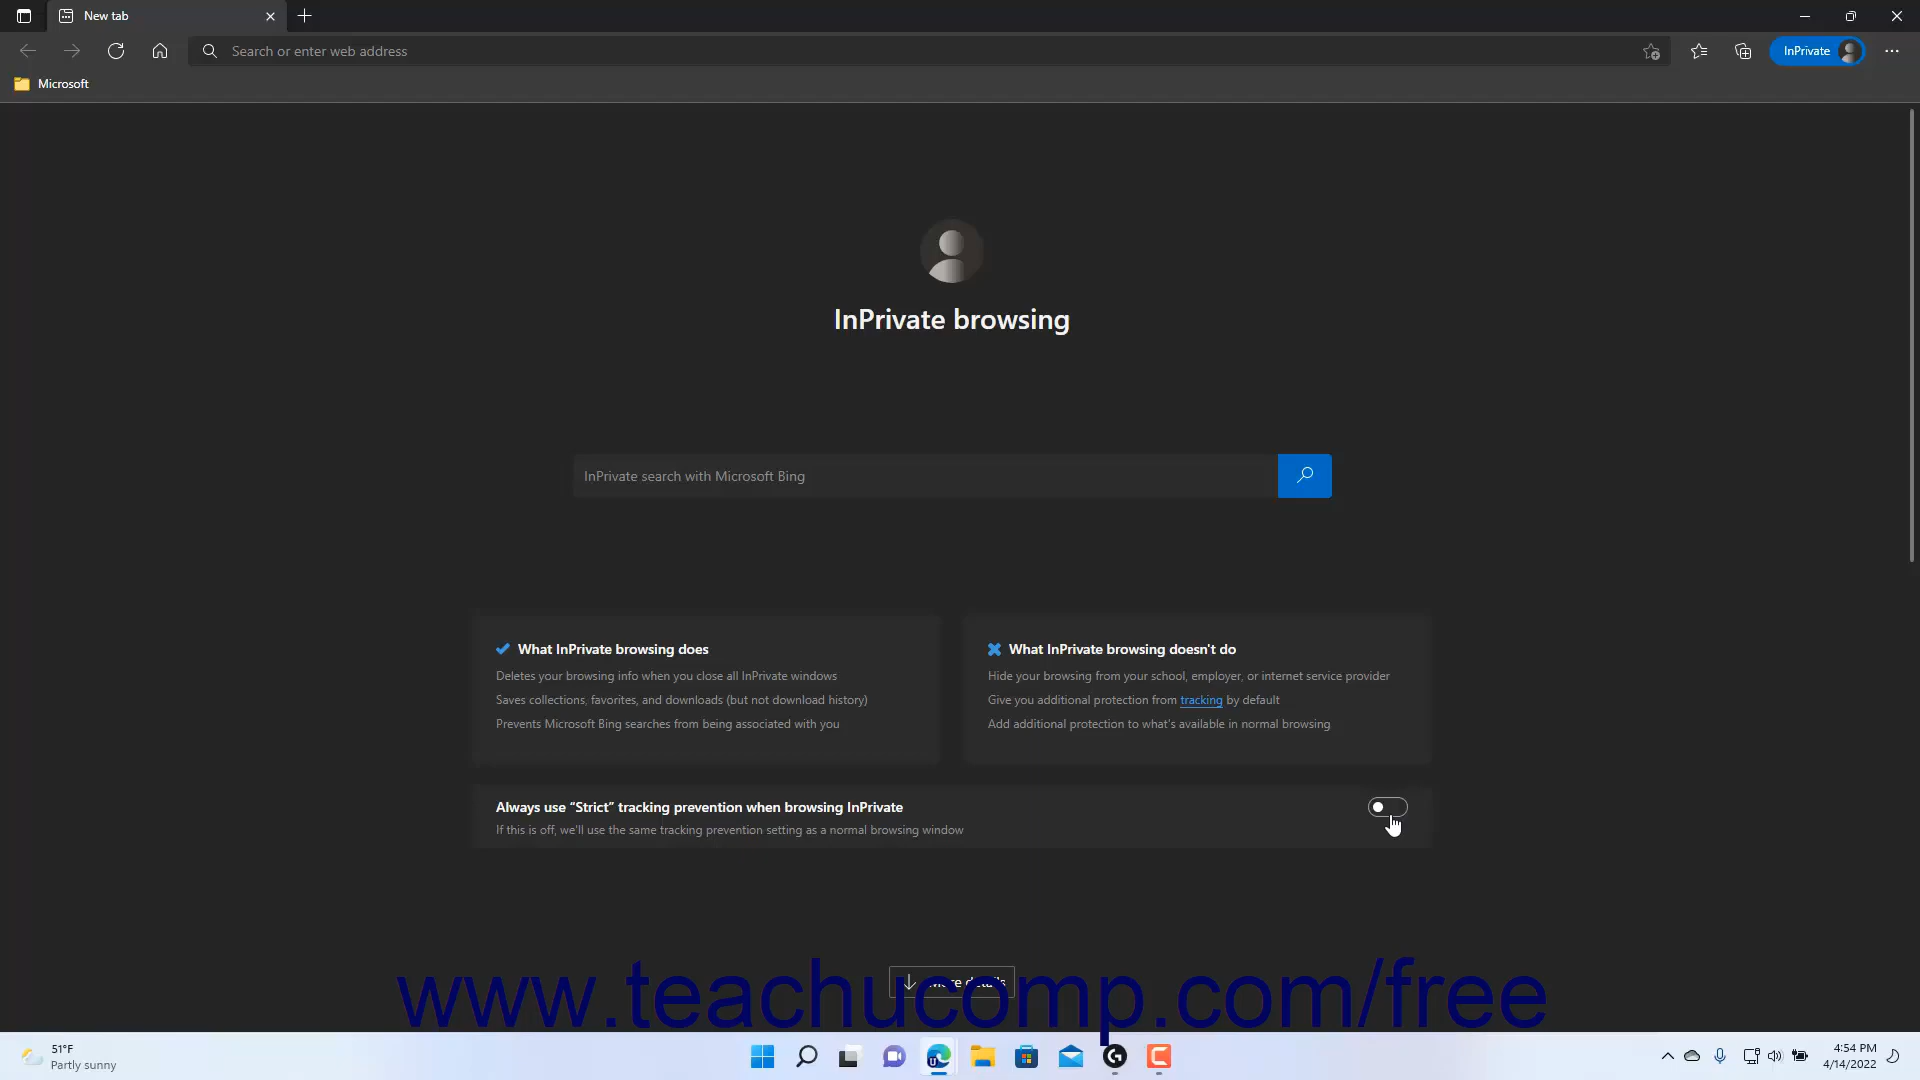 New tab
Search or enter web address
InPrivate
Microsoft
InPrivate browsing
InPrivate search with Microsoft Bing
What InPrivate browsing does
Deletes your browsing info when you close all InPrivate windows
Saves collections, favorites, and downloads (but not download history)
Prevents Microsoft Bing searches from being associated with you
What InPrivate browsing doesn't do
Hide your browsing from your school, employer, or internet service provider
Give you additional protection from tracking by default
Add additional protection to what's available in normal browsing
Always use “Strict” tracking prevention when browsing InPrivate
If this is off, we'll use the same tracking prevention setting as a normal browsing window
More details
www.teachucomp.com/free
51°F
Partly sunny
4:54 PM
4/14/2022